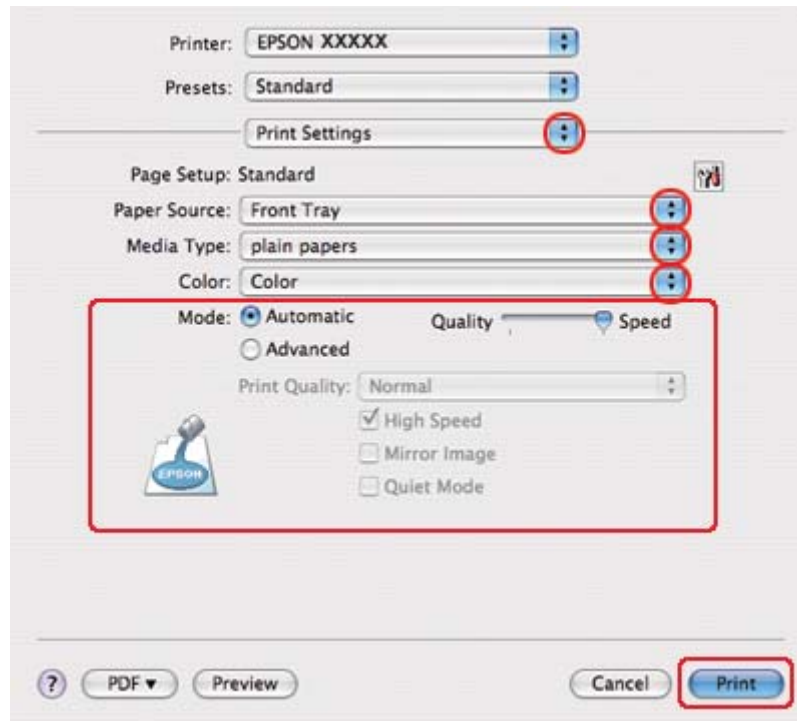 Printer: EPSON XXXXX
Presets: Standard
Print Settings
Page Setup: Standard
Paper Source: Front Tray
Media Type: plain papers
Color: Color
Mode: Automatic Quality Speed
Advanced
Print Quality: Normal
High Speed
Mirror Image
EPSON
Quiet Mode
? PDF Preview Cancel Print